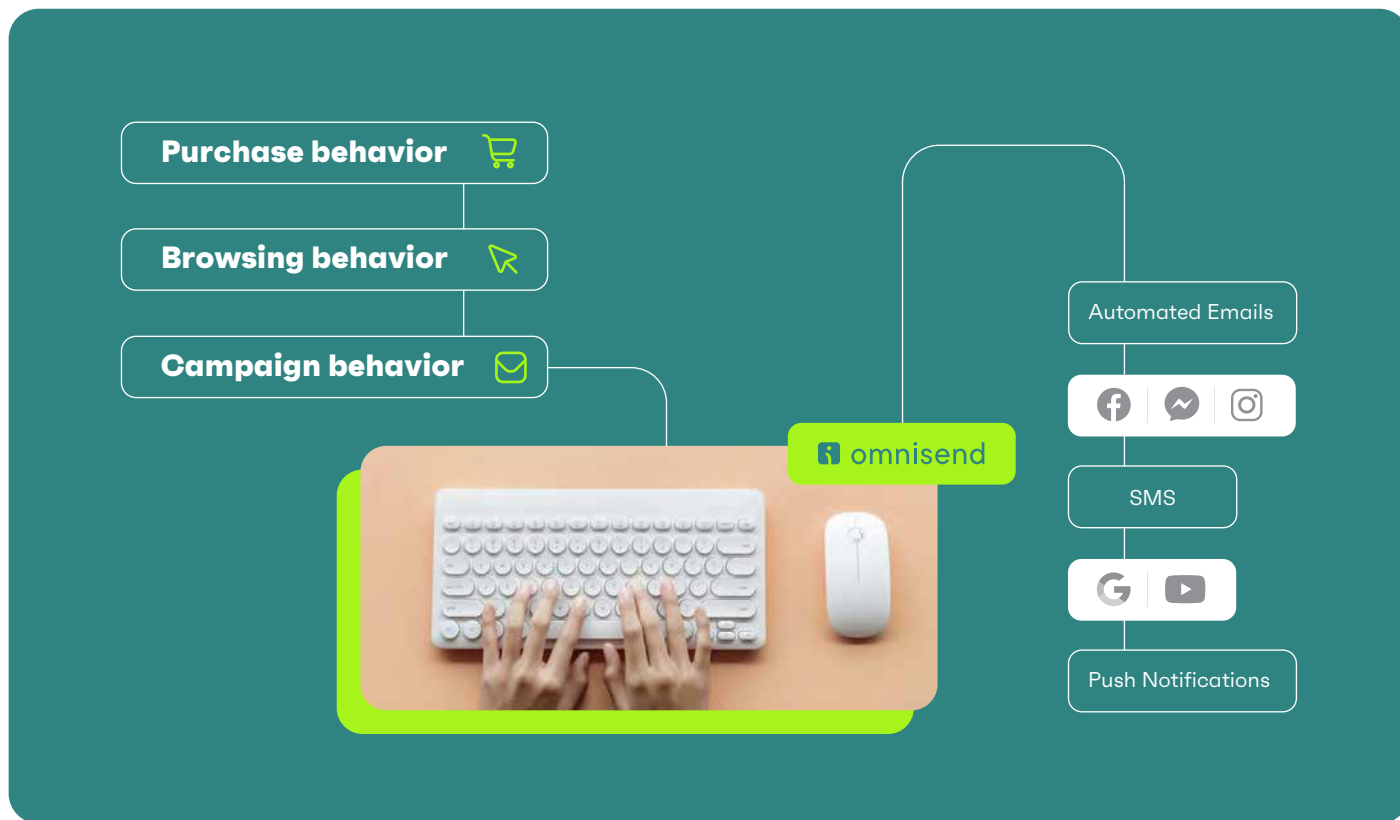 Purchase behavior
Browsing behavior
Campaign behavior
omnisend
Automated Emails
SMS
Push Notifications